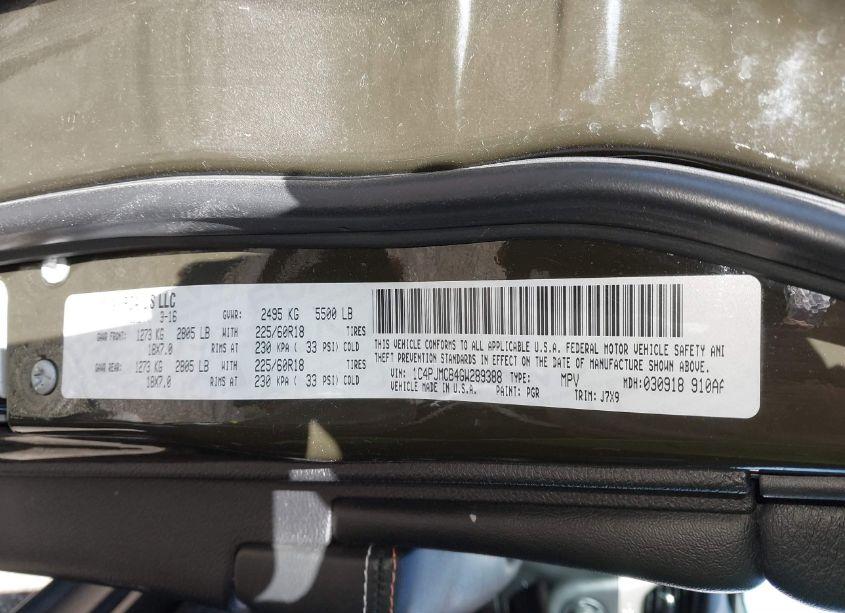 US LLC
3-16 GVWR: 2495 KG 5500 LB
GAWR FRONT: 1273 KG 2805 LB WITH 225/60R18 TIRES
18X7.0 RIMS AT 230 KPA ( 33 PSI) COLD
GAWR REAR: 1273 KG 2805 LB WITH 225/60R18 TIRES
18X7.0 RIMS AT 230 KPA ( 33 PSI) COLD
THIS VEHICLE CONFORMS TO ALL APPLICABLE U.S.A. FEDERAL MOTOR VEHICLE SAFETY AND
THEFT PREVENTION STANDARDS IN EFFECT ON THE DATE OF MANUFACTURE SHOWN ABOVE.
VIN: 1C4PJMCB4GW289388 TYPE: MPV MDH: 030918 910AF
VEHICLE MADE IN U.S.A. PAINT: PGR TRIM: J7X9